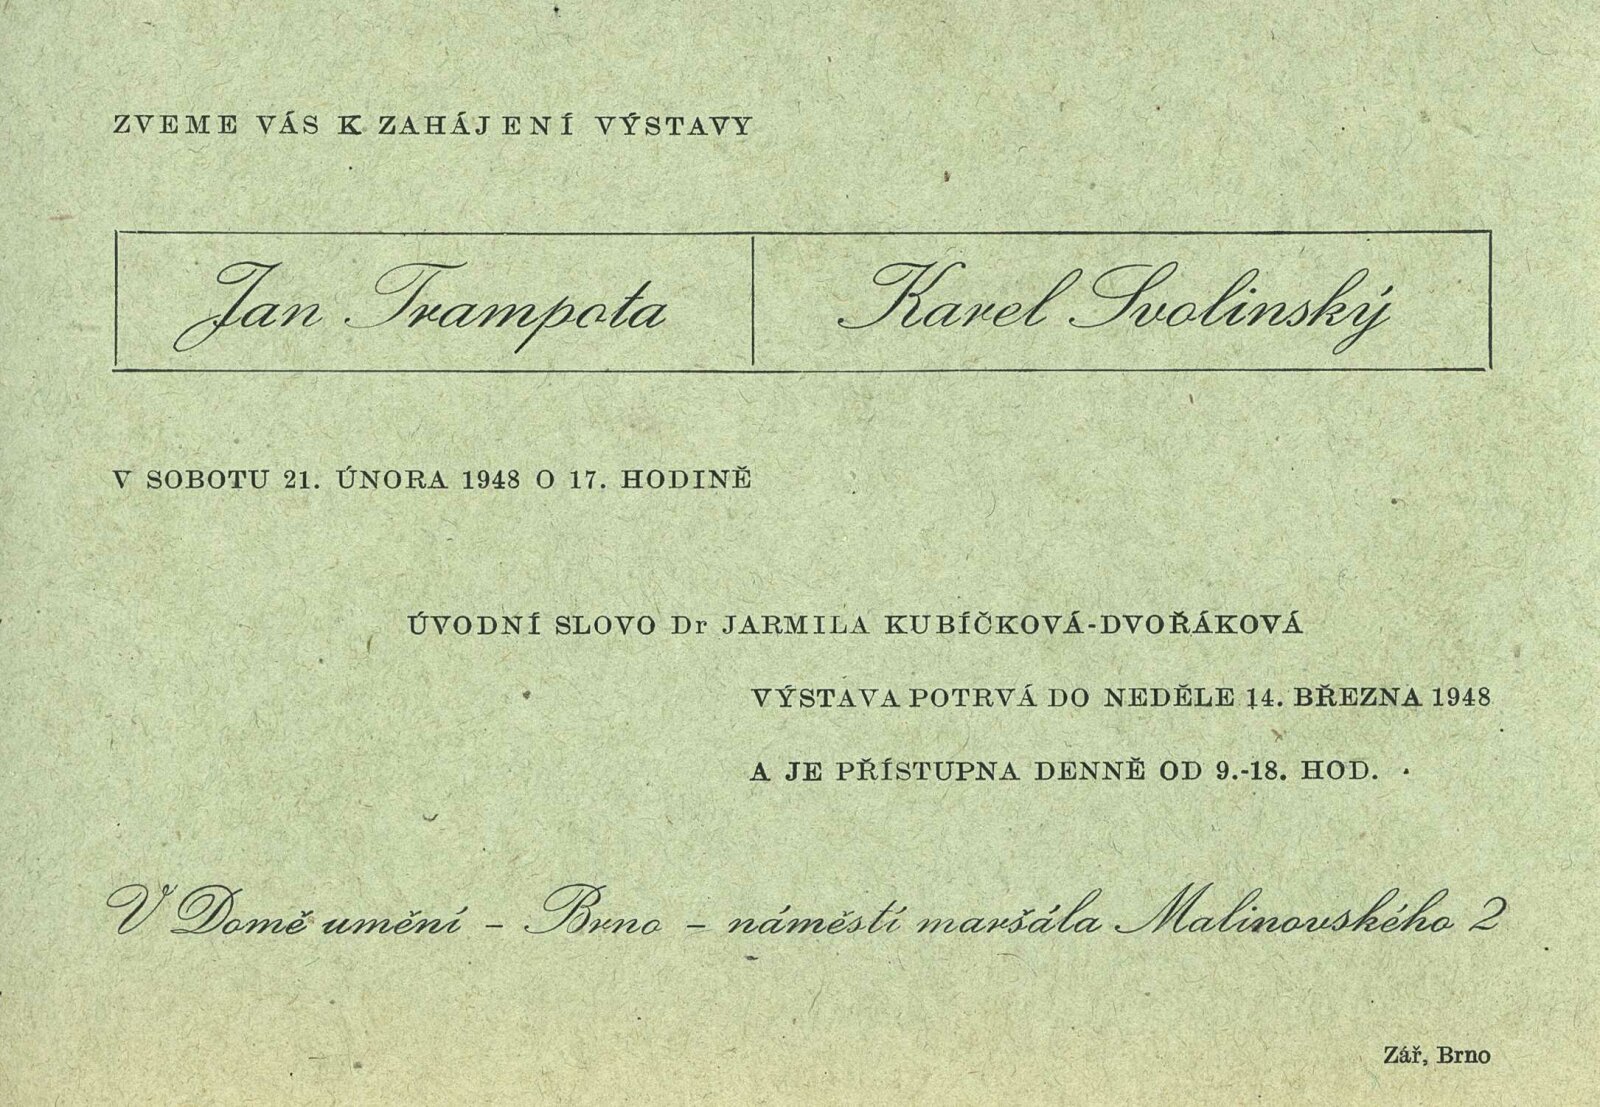 ZVEME VÁS K ZAHÁJENÍ VÝSTAVY
Jan Trampota Karel Svolinský
V SOBOTU 21. ÚNORA 1948 O 17. HODINĚ
ÚVODNÍ SLOVO Dr JARMILA KUBÍČKOVÁ-DVOŘÁKOVÁ
VÝSTAVA POTRVÁ DO NEDĚLE 14. BŘEZNA 1948
A JE PŘÍSTUPNA DENNĚ OD 9.-18. HOD.
V Domě umění – Brno – náměstí maršála Malinovského 2
Zář, Brno